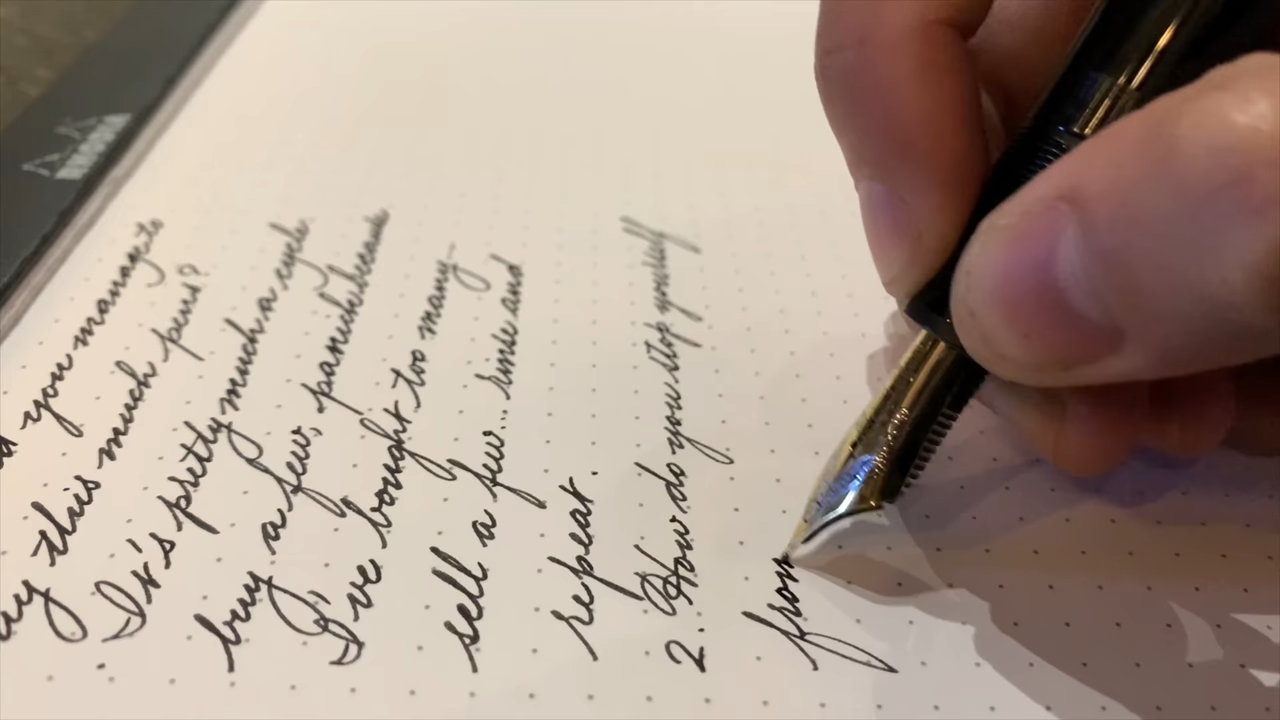 you manage to
this much pens?
It's pretty much a cycle
buy a few, panick because
I've bought too many
sell a few... rinse and
repeat.
2. How do you stop yourself
from